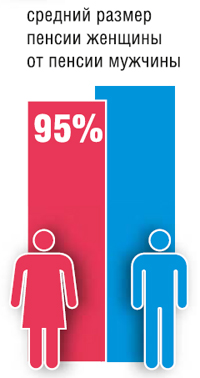 средний размер
пенсии женщины
от пенсии мужчины
95%